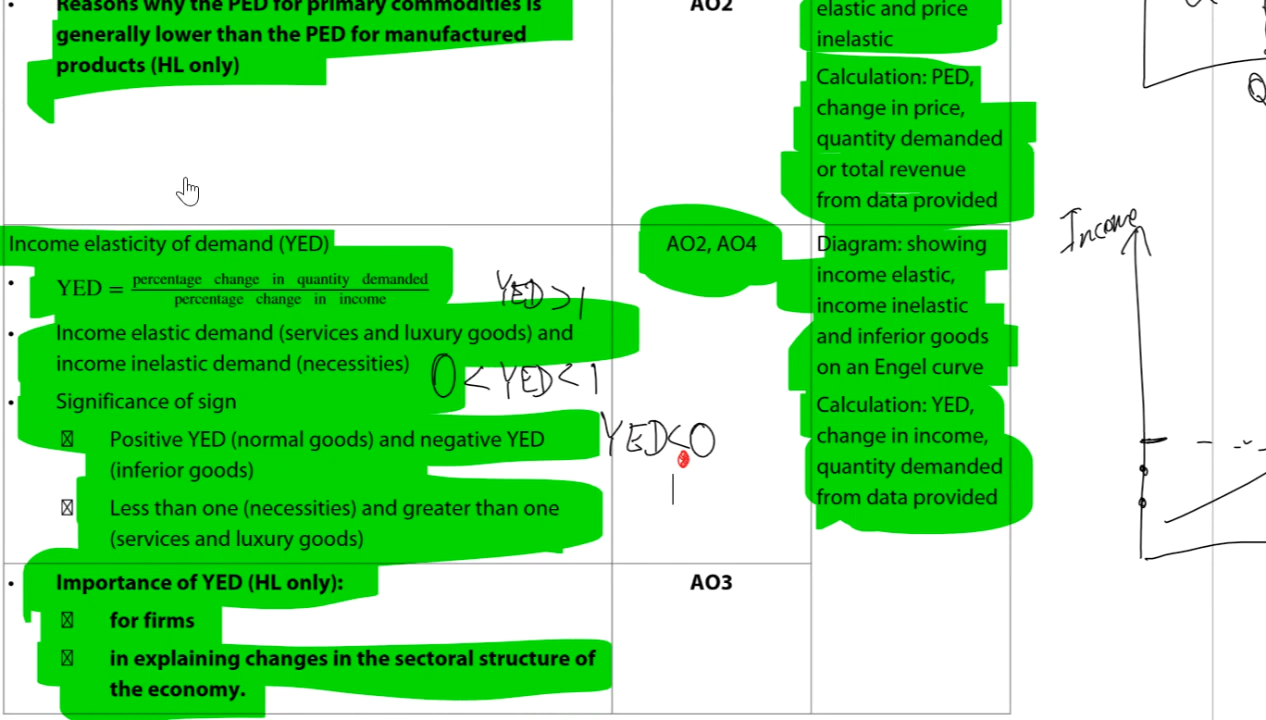 Reasons why the PED for primary commodities is
generally lower than the PED for manufactured
products (HL only)
AO2
elastic and price
inelastic
Calculation: PED,
change in price,
quantity demanded
or total revenue
from data provided
Income elasticity of demand (YED)
YED = percentage change in quantity demanded
percentage change in income
YED > 1
Income elastic demand (services and luxury goods) and
income inelastic demand (necessities)
0 < YED < 1
Significance of sign
Positive YED (normal goods) and negative YED
(inferior goods)
YED < 0
Less than one (necessities) and greater than one
(services and luxury goods)
AO2, AO4
Diagram: showing
income elastic,
income inelastic
and inferior goods
on an Engel curve
Calculation: YED,
change in income,
quantity demanded
from data provided
Importance of YED (HL only):
for firms
in explaining changes in the sectoral structure of
the economy.
AO3
Q
Income